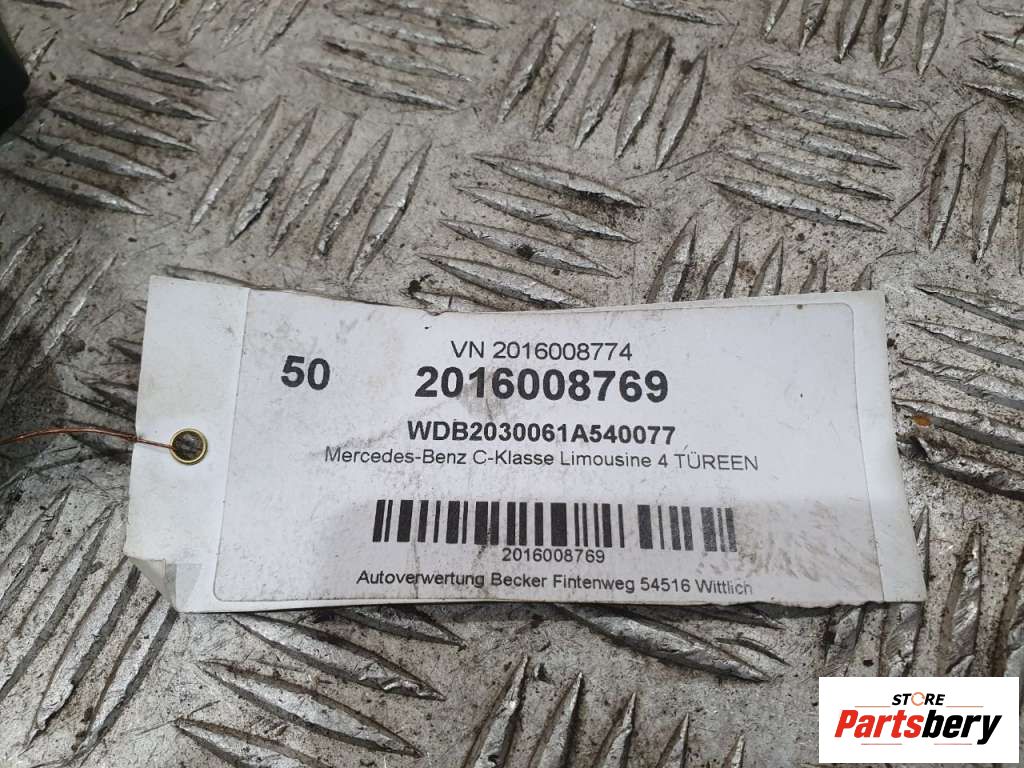 VN 2016008774
50 2016008769
WDB2030061A540077
Mercedes-Benz C-Klasse Limousine 4 TÜREEN
2016008769
Autoverwertung Becker Fintenweg 54516 Wittlich
STORE
Partsbery